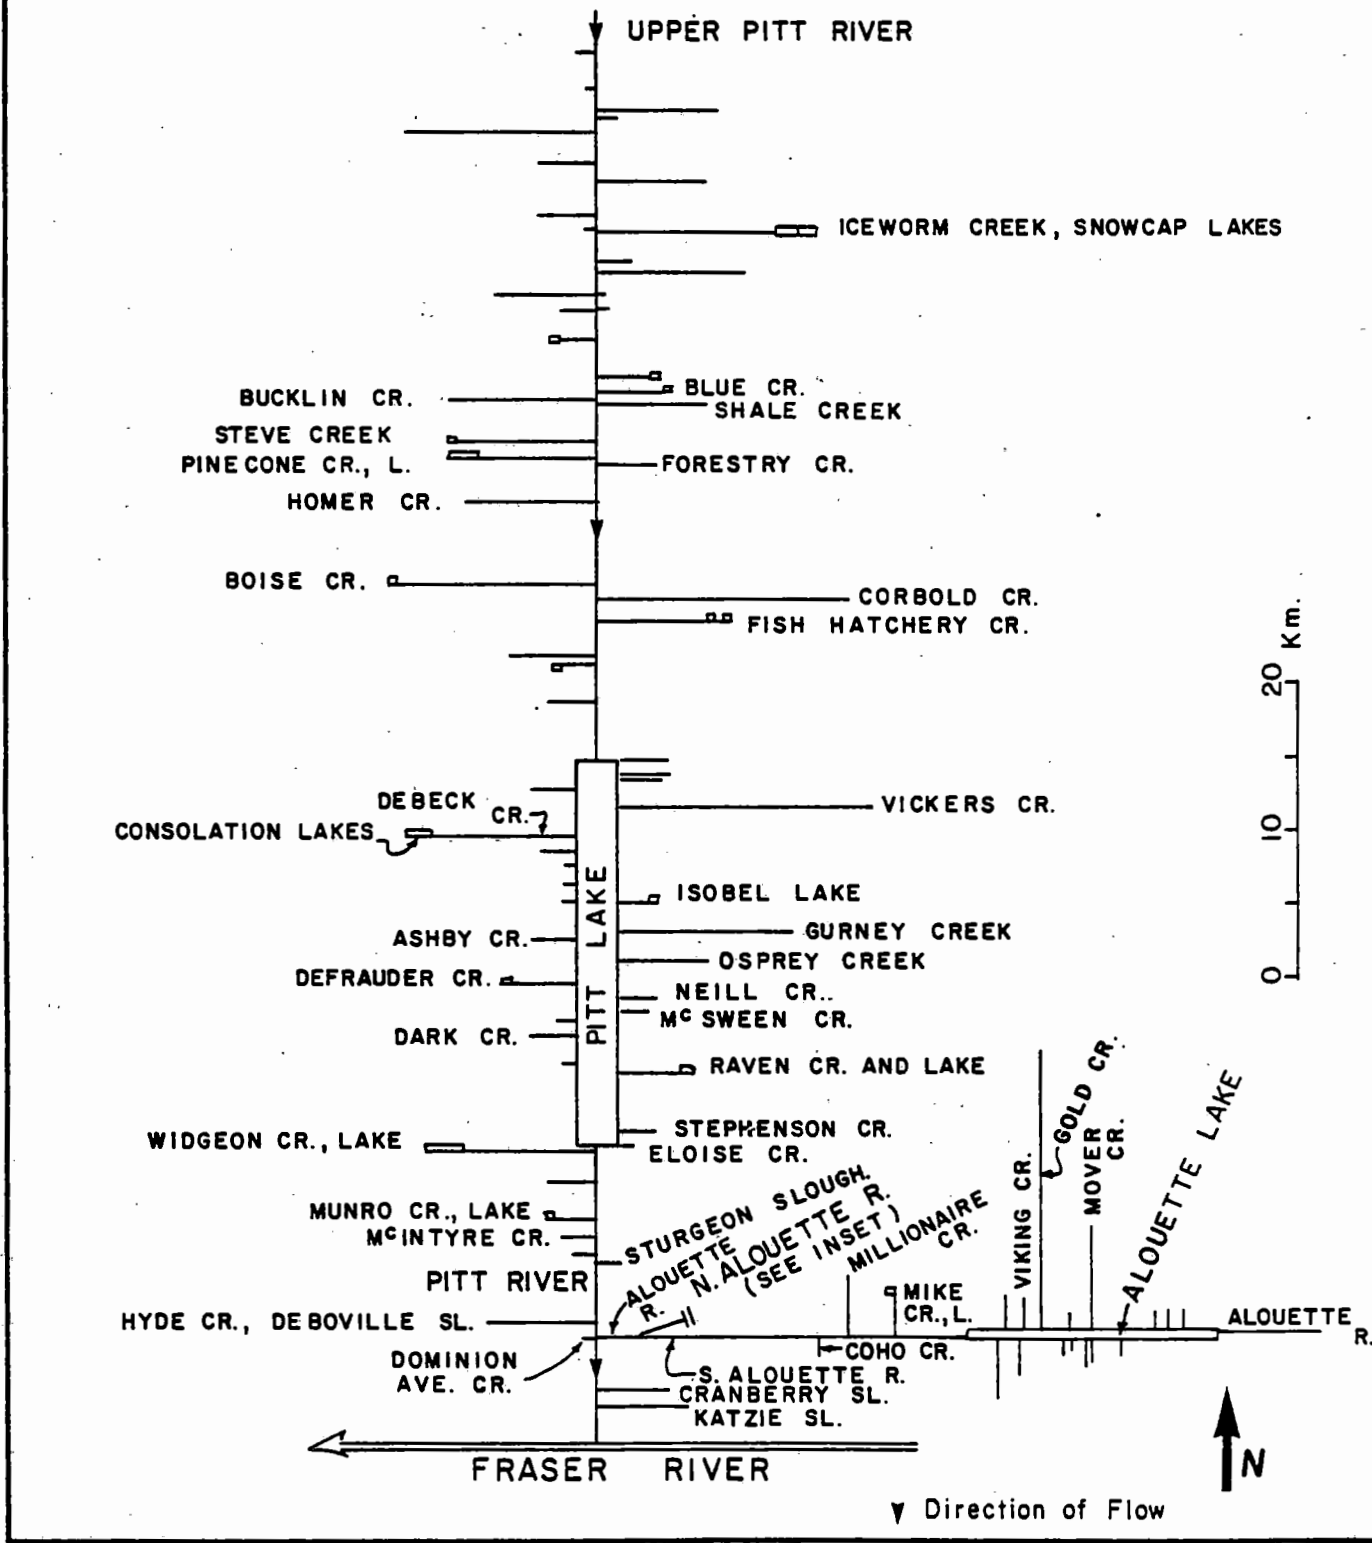 UPPER PITT RIVER
ICEWORM CREEK, SNOWCAP LAKES
BLUE CR.
BUCKLIN CR.
SHALE CREEK
STEVE CREEK
PINECONE CR., L.
FORESTRY CR.
HOMER CR.
BOISE CR.
CORBOLD CR.
FISH HATCHERY CR.
20 Km.
10
0
DEBECK
CR.
VICKERS CR.
CONSOLATION LAKES
PITT LAKE
ISOBEL LAKE
GURNEY CREEK
ASHBY CR.
OSPREY CREEK
DEFRAUDER CR.
NEILL CR..
McSWEEN CR.
DARK CR.
RAVEN CR. AND LAKE
STEPHENSON CR.
WIDGEON CR., LAKE
ELOISE CR.
MUNRO CR., LAKE
McINTYRE CR.
STURGEON SLOUGH.
PITT RIVER
ALOUETTE
R.
N. ALOUETTE R.
(SEE INSET)
MILLIONAIRE
CR.
MIKE
CR., L.
VIKING CR.
GOLD CR.
MOVER
CR.
ALOUETTE LAKE
ALOUETTE
R.
HYDE CR., DEBOVILLE SL.
DOMINION
AVE. CR.
COHO CR.
S. ALOUETTE R.
CRANBERRY SL.
KATZIE SL.
FRASER RIVER
N
Direction of Flow